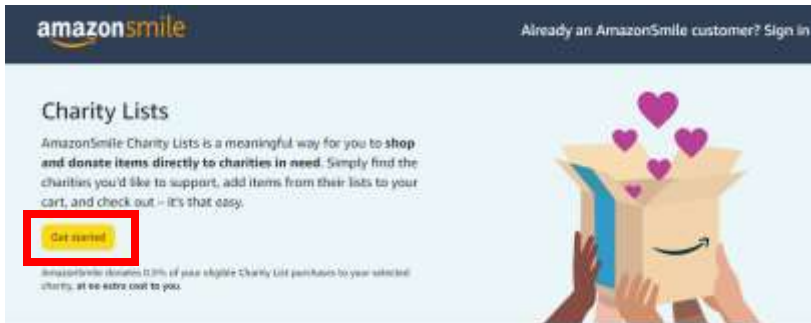 amazonsmile
Already an AmazonSmile customer? Sign in
Charity Lists
AmazonSmile Charity Lists is a meaningful way for you to shop
and donate items directly to charities in need. Simply find the
charities you'd like to support, add items from their lists to your
cart, and check out – it's that easy.
Get started
AmazonSmile donates 0.5% of your eligible Charity List purchases to your selected
charity, at no extra cost to you.